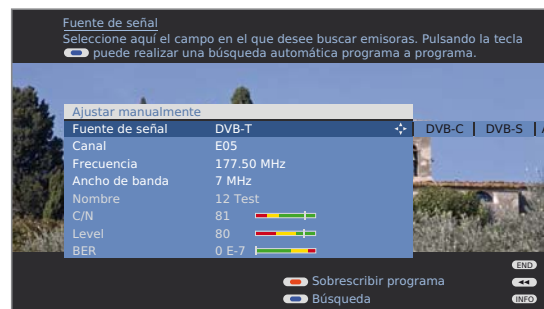 Fuente de señal
Seleccione aquí el campo en el que desee buscar emisoras. Pulsando la tecla
puede realizar una búsqueda automática programa a programa.
Ajustar manualmente
Fuente de señal DVB-T DVB-C DVB-S A
Canal E05
Frecuencia 177.50 MHz
Ancho de banda 7 MHz
Nombre 12 Test
C/N 81
Level 80
BER 0 E-7
END
Sobrescribir programa
Búsqueda INFO